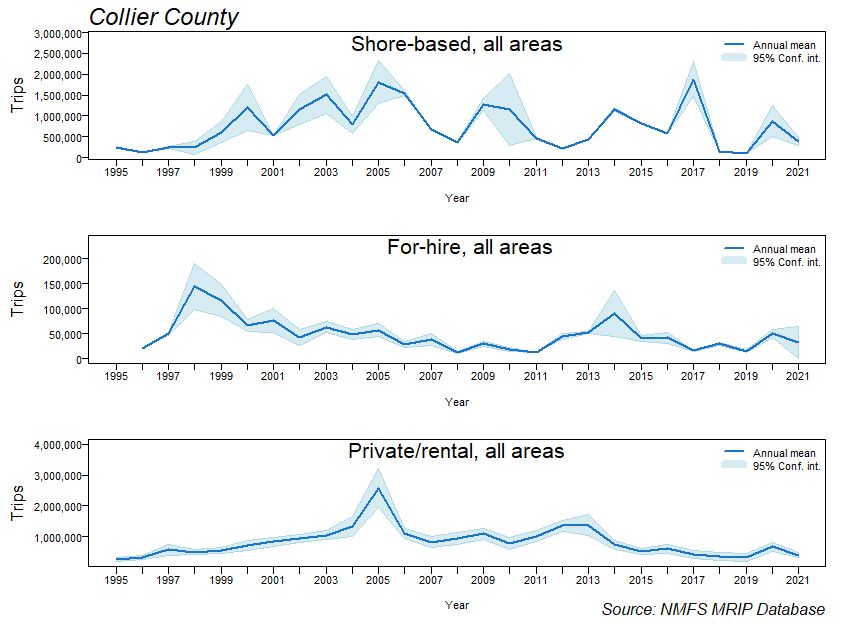 Collier County
Shore-based, all areas
Annual mean
95% Conf. int.
Trips
3,000,000
2,500,000
2,000,000
1,500,000
1,000,000
500,000
0
1995 1997 1999 2001 2003 2005 2007 2009 2011 2013 2015 2017 2019 2021
Year
For-hire, all areas
Annual mean
95% Conf. int.
Trips
200,000
150,000
100,000
50,000
0
1995 1997 1999 2001 2003 2005 2007 2009 2011 2013 2015 2017 2019 2021
Year
Private/rental, all areas
Annual mean
95% Conf. int.
Trips
4,000,000
3,000,000
2,000,000
1,000,000
1995 1997 1999 2001 2003 2005 2007 2009 2011 2013 2015 2017 2019 2021
Year
Source: NMFS MRIP Database